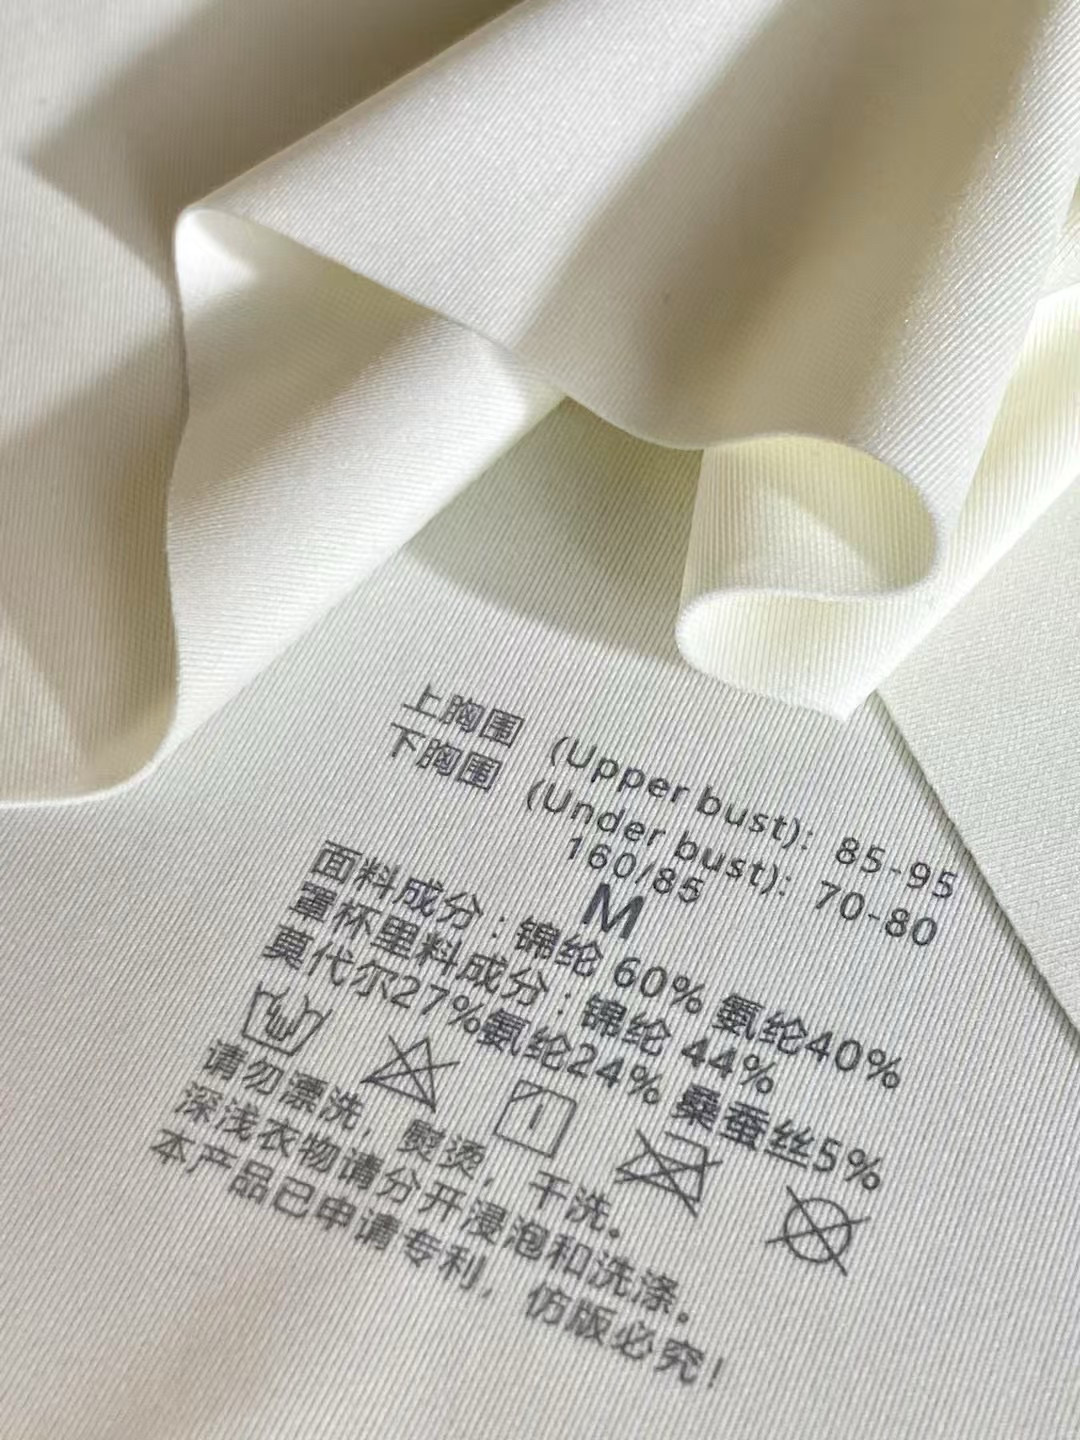 上胸围 (Upper bust): 85-95
下胸围 (Under bust): 70-80
160/85
M
面料成分：锦纶 60% 氨纶40%
罩杯里料成分：锦纶 44%
莫代尔27%氨纶24% 桑蚕丝5%
请勿漂洗，熨烫，干洗。
深浅衣物请分开浸泡和洗涤。
本产品已申请专利，仿版必究！